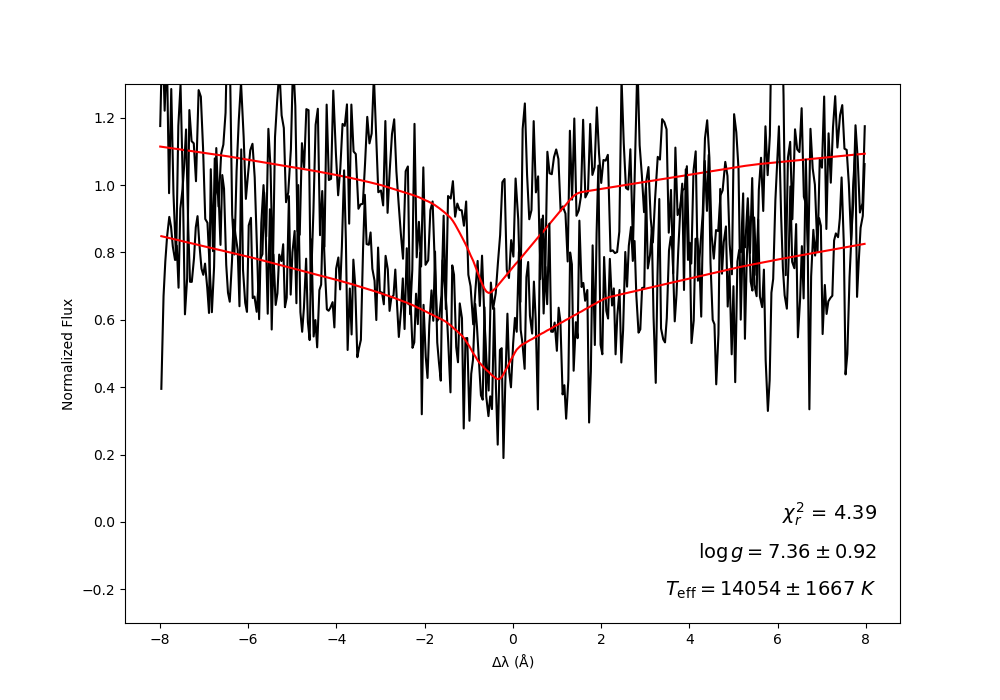 1.2
1.0
0.8
0.6
0.4
0.2
0.0
−0.2
Normalized Flux
χ²ᵣ = 4.39
log g = 7.36 ± 0.92
T_eff = 14054 ± 1667 K
−8 −6 −4 −2 0 2 4 6 8
Δλ (Å)